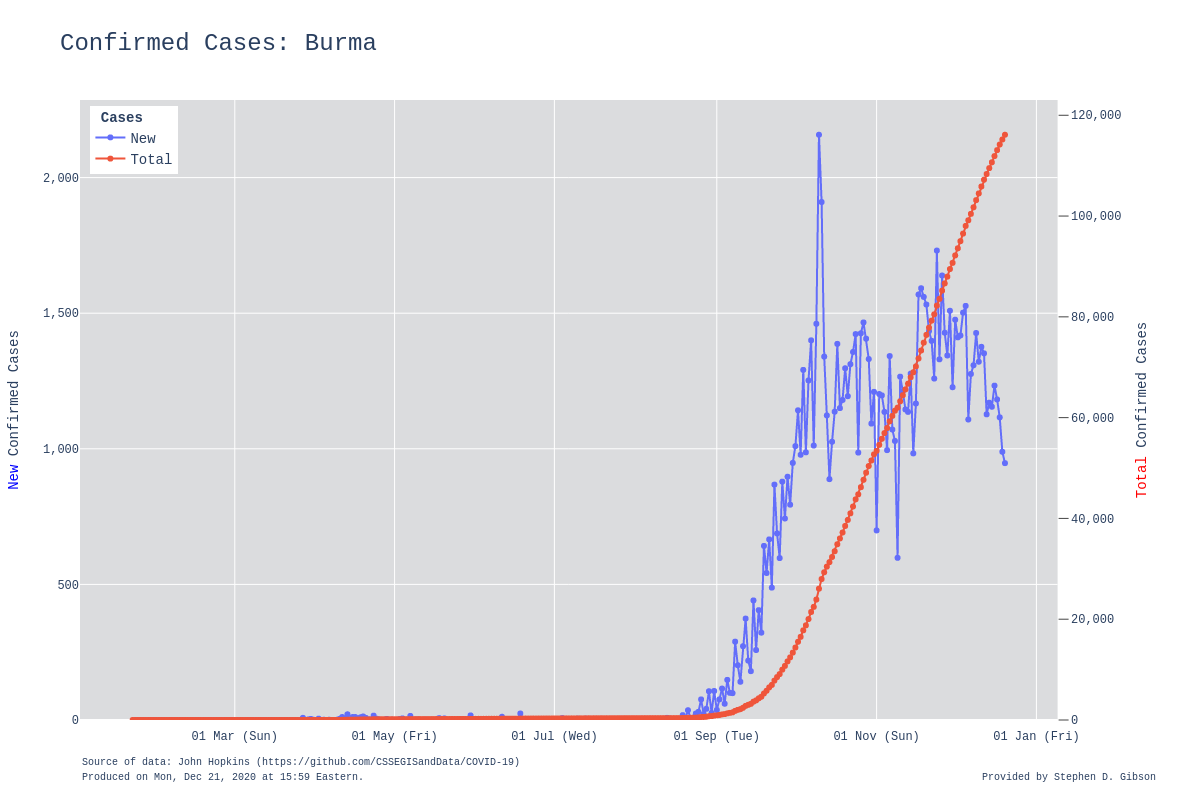 Confirmed Cases: Burma
Cases
New
Total
2,000
1,500
1,000
500
0
New Confirmed Cases
120,000
100,000
80,000
60,000
40,000
20,000
0
Total Confirmed Cases
01 Mar (Sun)
01 May (Fri)
01 Jul (Wed)
01 Sep (Tue)
01 Nov (Sun)
01 Jan (Fri)
Source of data: John Hopkins (https://github.com/CSSEGISandData/COVID-19)
Produced on Mon, Dec 21, 2020 at 15:59 Eastern.
Provided by Stephen D. Gibson